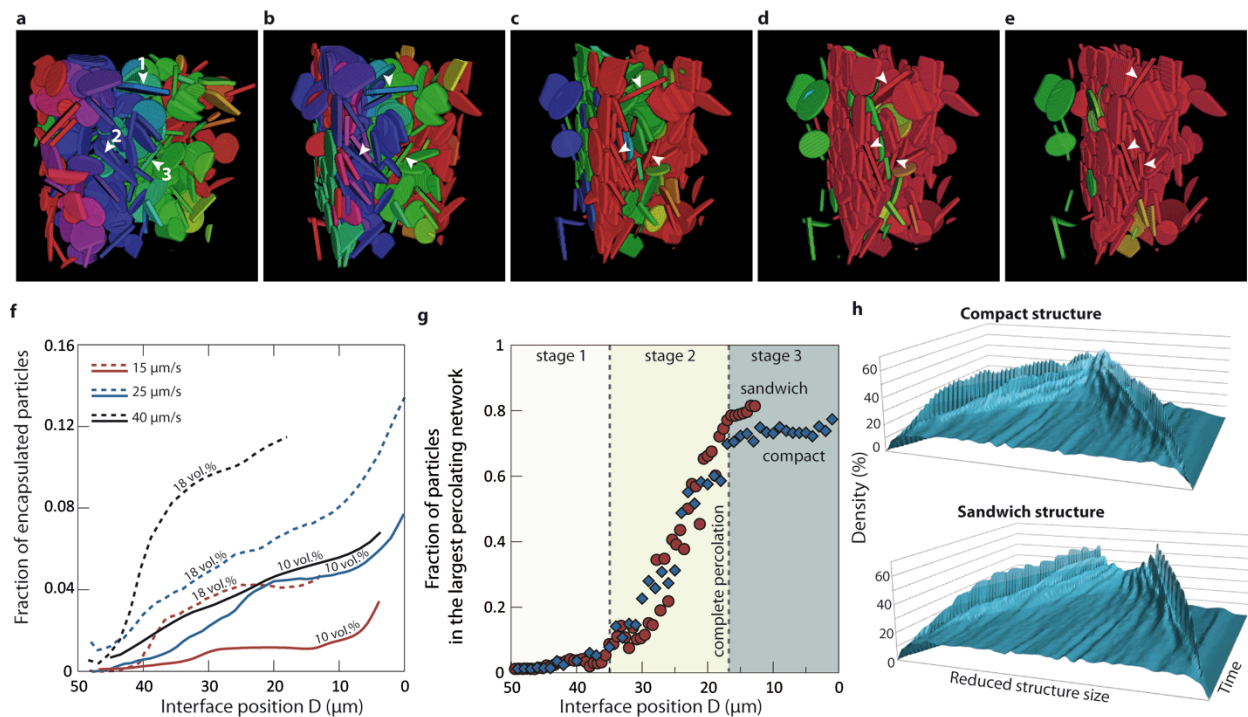 a
b
c
d
e
1
2
3
f
Fraction of encapsulated particles
0.16
0.12
0.08
0.04
0
15 µm/s
25 µm/s
40 µm/s
18 vol.%
18 vol.%
18 vol.%
10 vol.%
10 vol.%
10 vol.%
50
40
30
20
10
0
Interface position D (µm)
g
Fraction of particles
in the largest percolating network
1
0.8
0.6
0.4
0.2
0
stage 1
stage 2
stage 3
sandwich
compact
complete percolation
50
40
30
20
10
0
Interface position D (µm)
h
Compact structure
60
40
20
0
Density (%)
Sandwich structure
60
40
20
0
Reduced structure size
Time